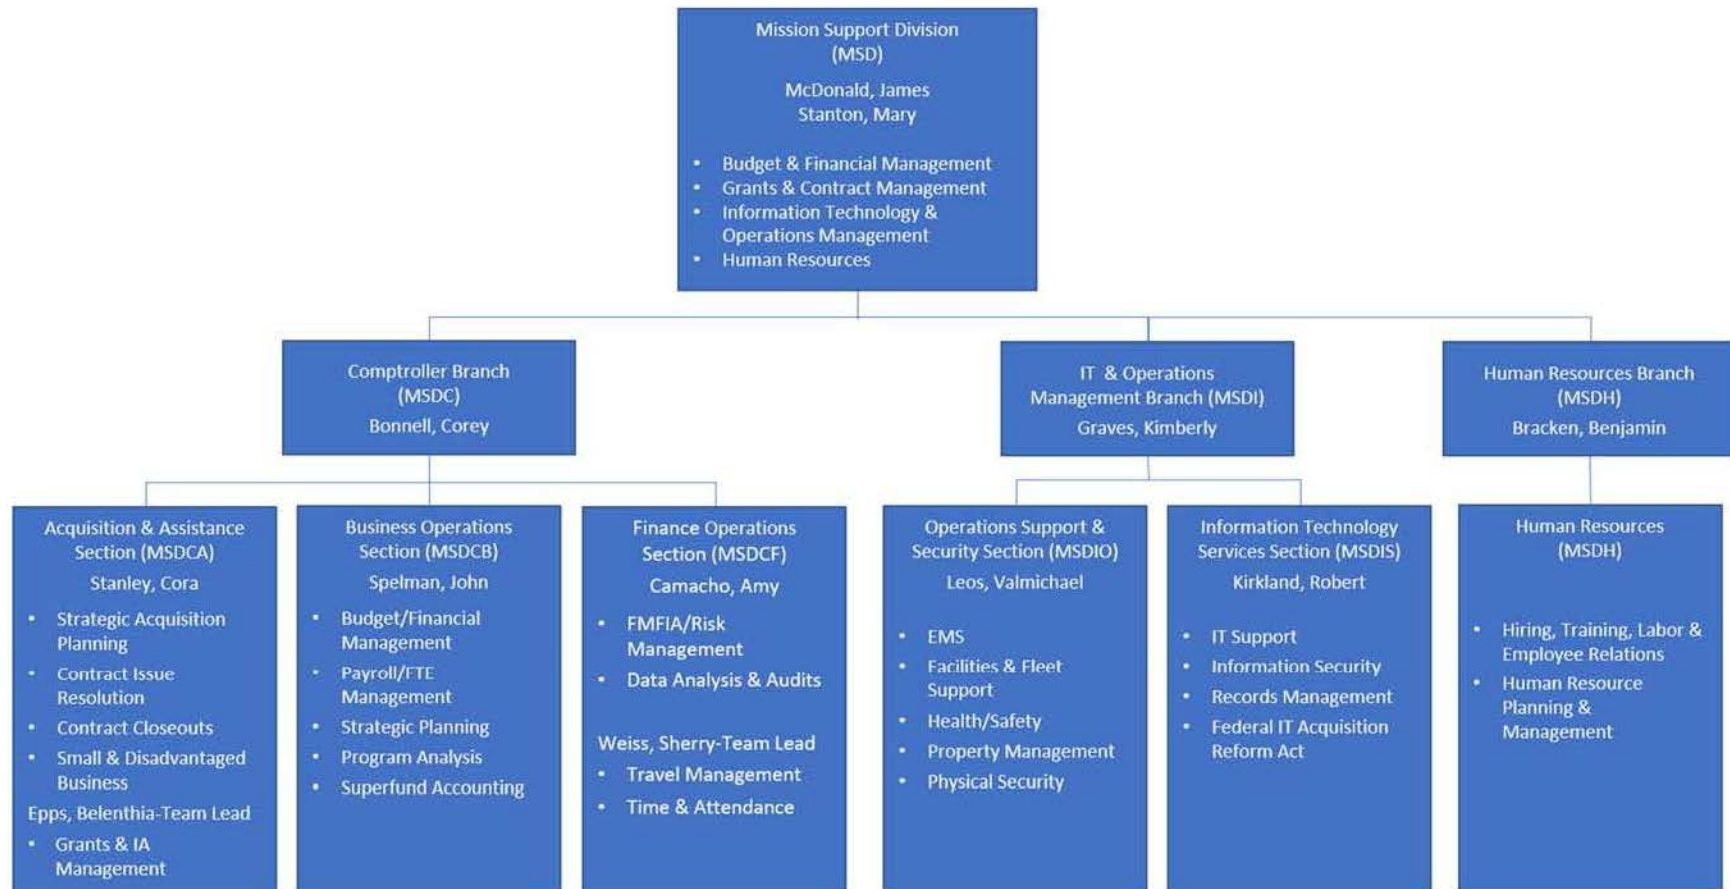 Mission Support Division
(MSD)
McDonald, James
Stanton, Mary
• Budget & Financial Management
• Grants & Contract Management
• Information Technology &
Operations Management
• Human Resources
Comptroller Branch
(MSDC)
Bonnell, Corey
IT & Operations
Management Branch (MSDI)
Graves, Kimberly
Human Resources Branch
(MSDH)
Bracken, Benjamin
Acquisition & Assistance
Section (MSDCA)
Stanley, Cora
• Strategic Acquisition
Planning
• Contract Issue
Resolution
• Contract Closeouts
• Small & Disadvantaged
Business
Epps, Belenthia-Team Lead
• Grants & IA
Management
Business Operations
Section (MSDCB)
Spelman, John
• Budget/Financial
Management
• Payroll/FTE
Management
• Strategic Planning
• Program Analysis
• Superfund Accounting
Finance Operations
Section (MSDCF)
Camacho, Amy
• FMFIA/Risk
Management
• Data Analysis & Audits
Weiss, Sherry-Team Lead
• Travel Management
• Time & Attendance
Operations Support &
Security Section (MSDIO)
Leos, Valmichael
• EMS
• Facilities & Fleet
Support
• Health/Safety
• Property Management
• Physical Security
Information Technology
Services Section (MSDIS)
Kirkland, Robert
• IT Support
• Information Security
• Records Management
• Federal IT Acquisition
Reform Act
Human Resources
(MSDH)
• Hiring, Training, Labor &
Employee Relations
• Human Resource
Planning &
Management